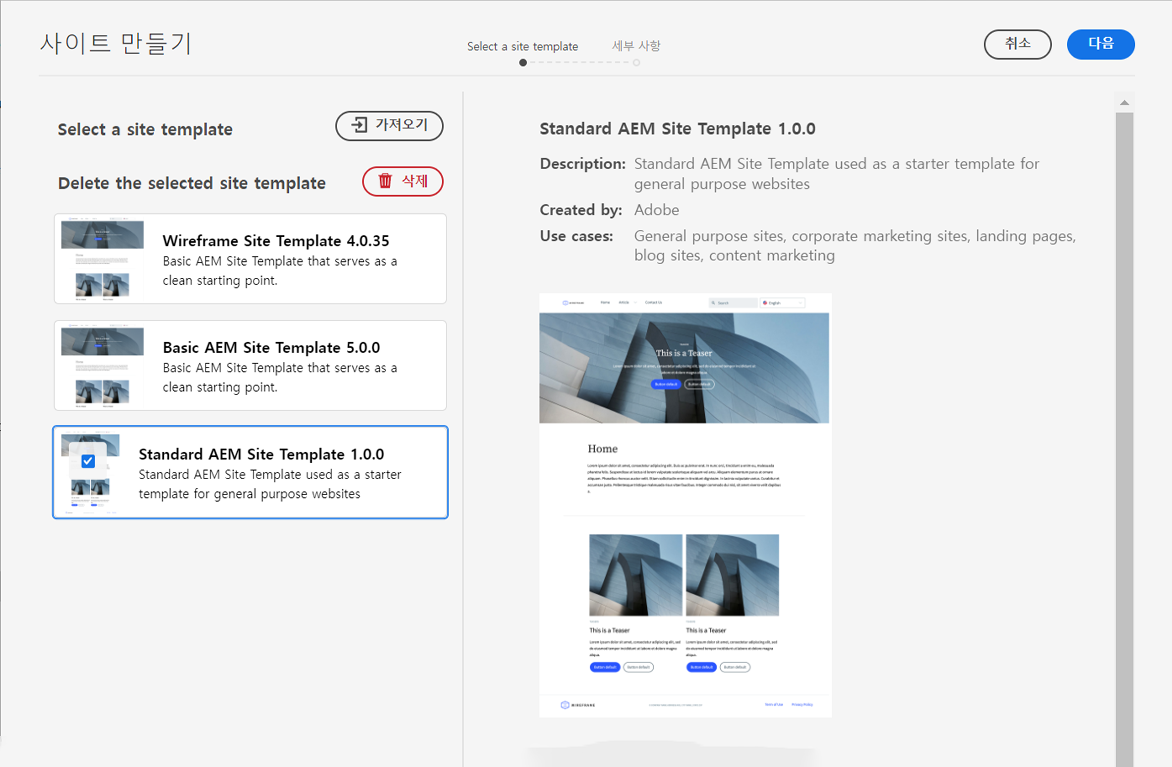 사이트 만들기
Select a site template
세부 사항
취소
다음
Select a site template
가져오기
Delete the selected site template
삭제
Wireframe Site Template 4.0.35
Basic AEM Site Template that serves as a
clean starting point.
Basic AEM Site Template 5.0.0
Basic AEM Site Template that serves as a
clean starting point.
Standard AEM Site Template 1.0.0
Standard AEM Site Template used as a starter
template for general purpose websites
Standard AEM Site Template 1.0.0
Description: Standard AEM Site Template used as a starter template for
general purpose websites
Created by: Adobe
Use cases: General purpose sites, corporate marketing sites, landing pages,
blog sites, content marketing
WIREFRAME
Home
Article
Contact Us
Search
English
This is a Teaser
Button default
Button default
Home
This is a Teaser
This is a Teaser
Button default
Button default
Button default
Button default
WIREFRAME
Terms of Use
Privacy Policy